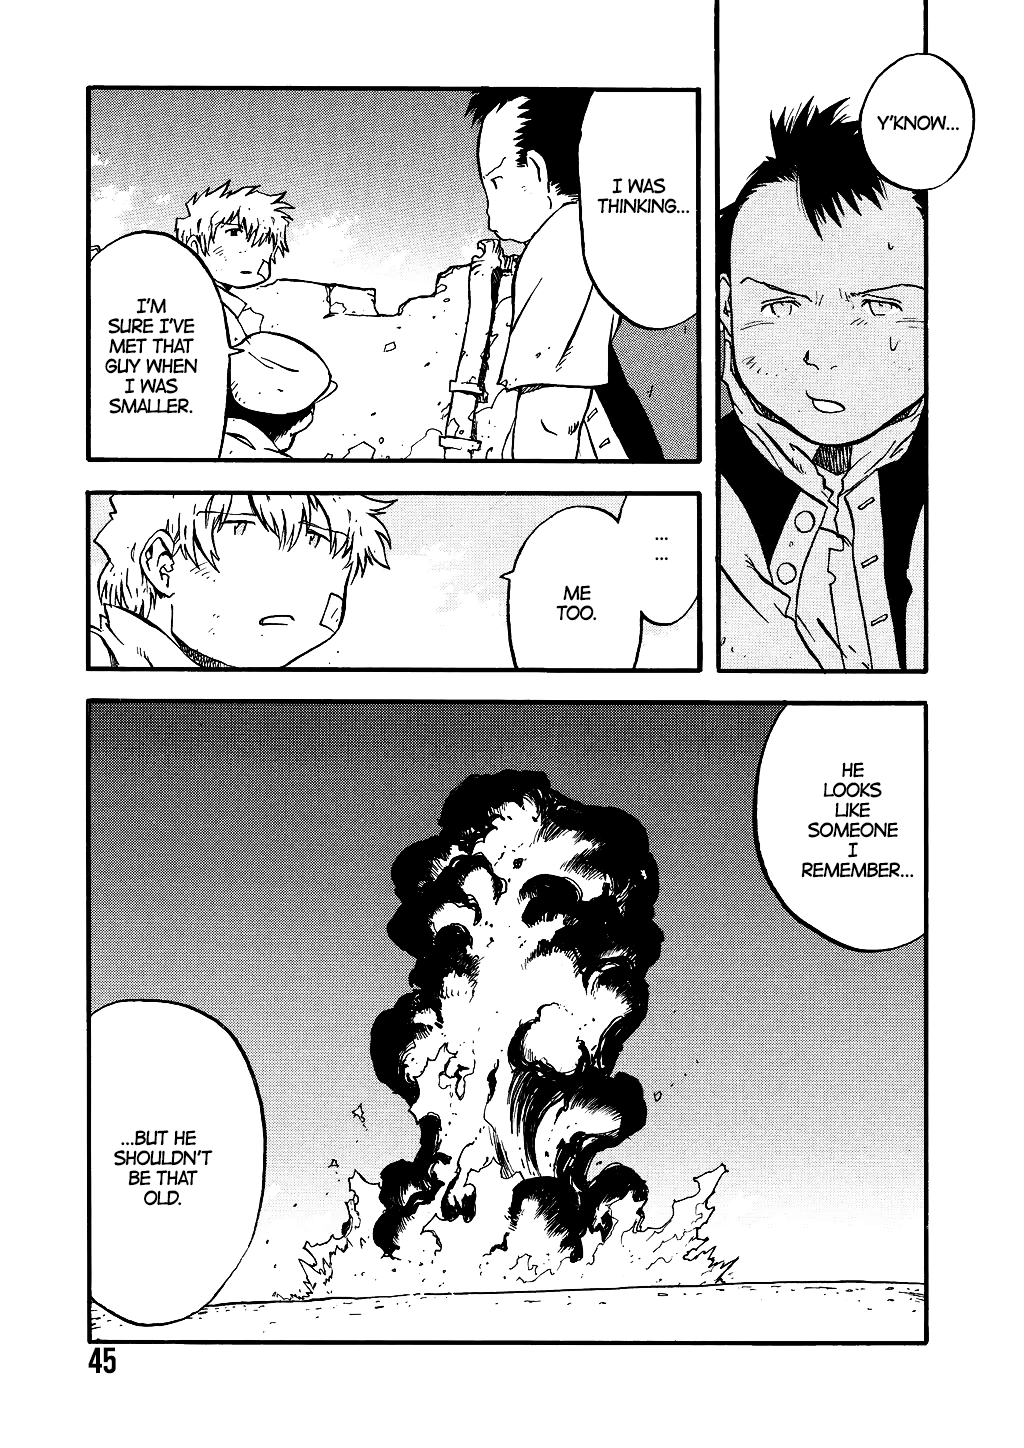 Y'KNOW...
I WAS
THINKING...
I'M
SURE I'VE
MET THAT
GUY WHEN
I WAS
SMALLER.
...
...
ME
TOO.
HE
LOOKS
LIKE
SOMEONE
I
REMEMBER...
...BUT HE
SHOULDN'T
BE THAT
OLD.
45